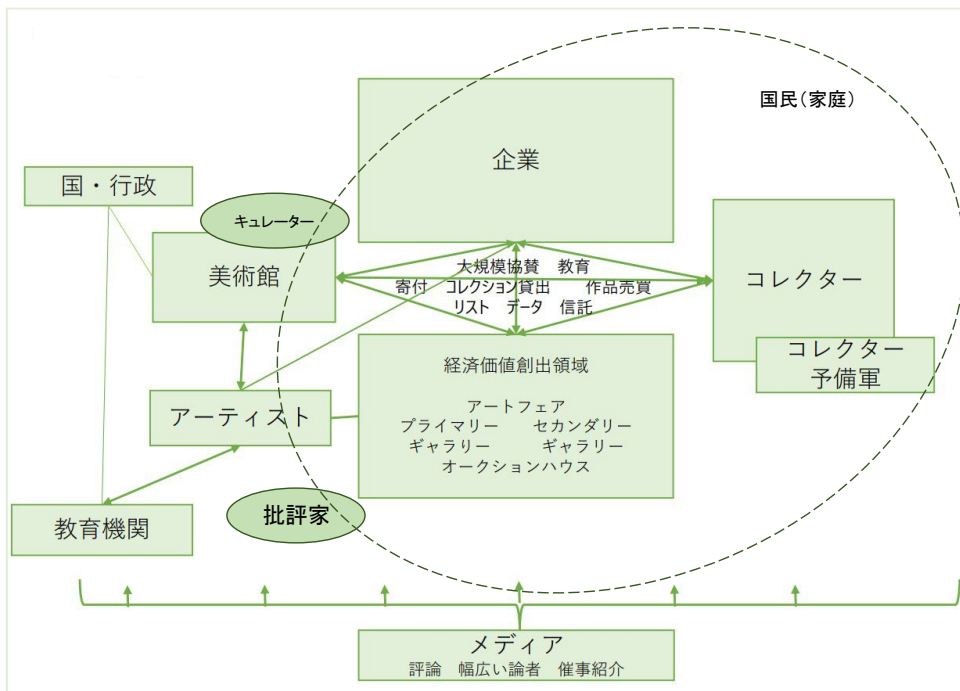 国民(家庭)
企業
国・行政
キュレーター
美術館
コレクター
大規模協賛 教育
寄付 コレクション貸出 作品売買
リスト データ 信託
コレクター
予備軍
経済価値創出領域
アートフェア
プライマリー セカンダリー
ギャラリー ギャラリー
オークションハウス
アーティスト
批評家
教育機関
メディア
評論 幅広い論者 催事紹介